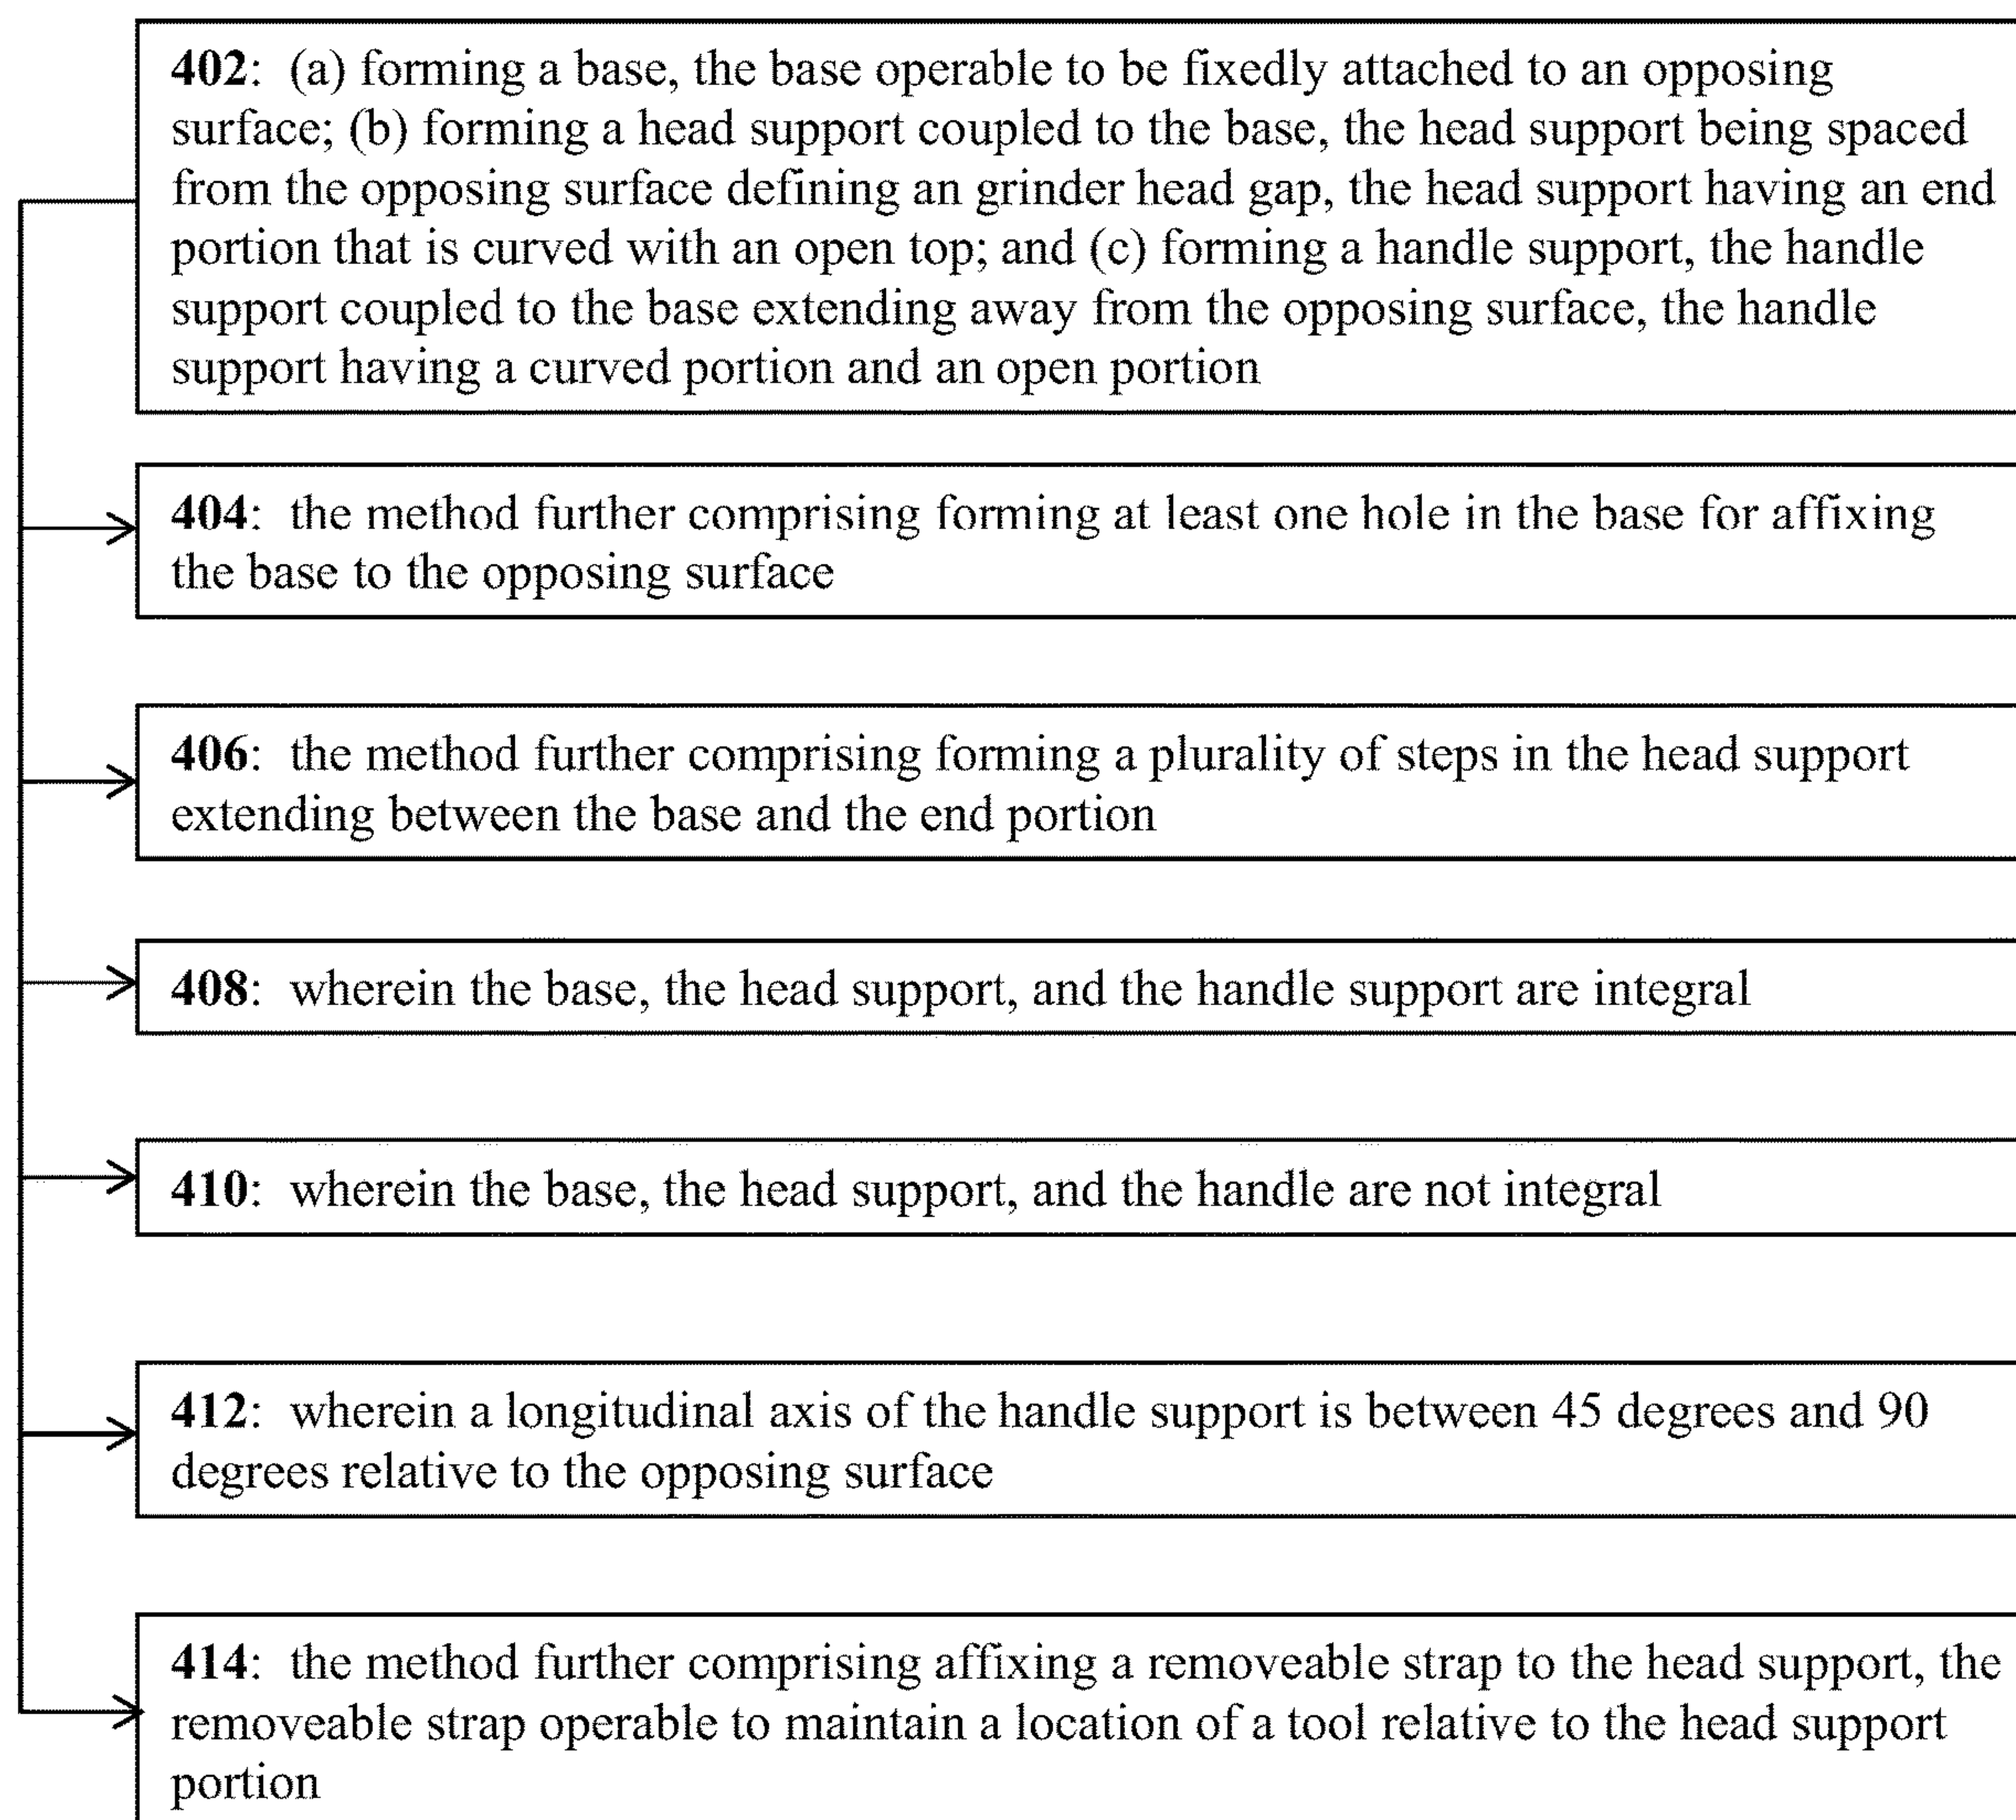 402: (a) forming a base, the base operable to be fixedly attached to an opposing
surface; (b) forming a head support coupled to the base, the head support being spaced
from the opposing surface defining an grinder head gap, the head support having an end
portion that is curved with an open top; and (c) forming a handle support, the handle
support coupled to the base extending away from the opposing surface, the handle
support having a curved portion and an open portion
404: the method further comprising forming at least one hole in the base for affixing
the base to the opposing surface
406: the method further comprising forming a plurality of steps in the head support
extending between the base and the end portion
408: wherein the base, the head support, and the handle support are integral
410: wherein the base, the head support, and the handle are not integral
412: wherein a longitudinal axis of the handle support is between 45 degrees and 90
degrees relative to the opposing surface
414: the method further comprising affixing a removeable strap to the head support, the
removeable strap operable to maintain a location of a tool relative to the head support
portion